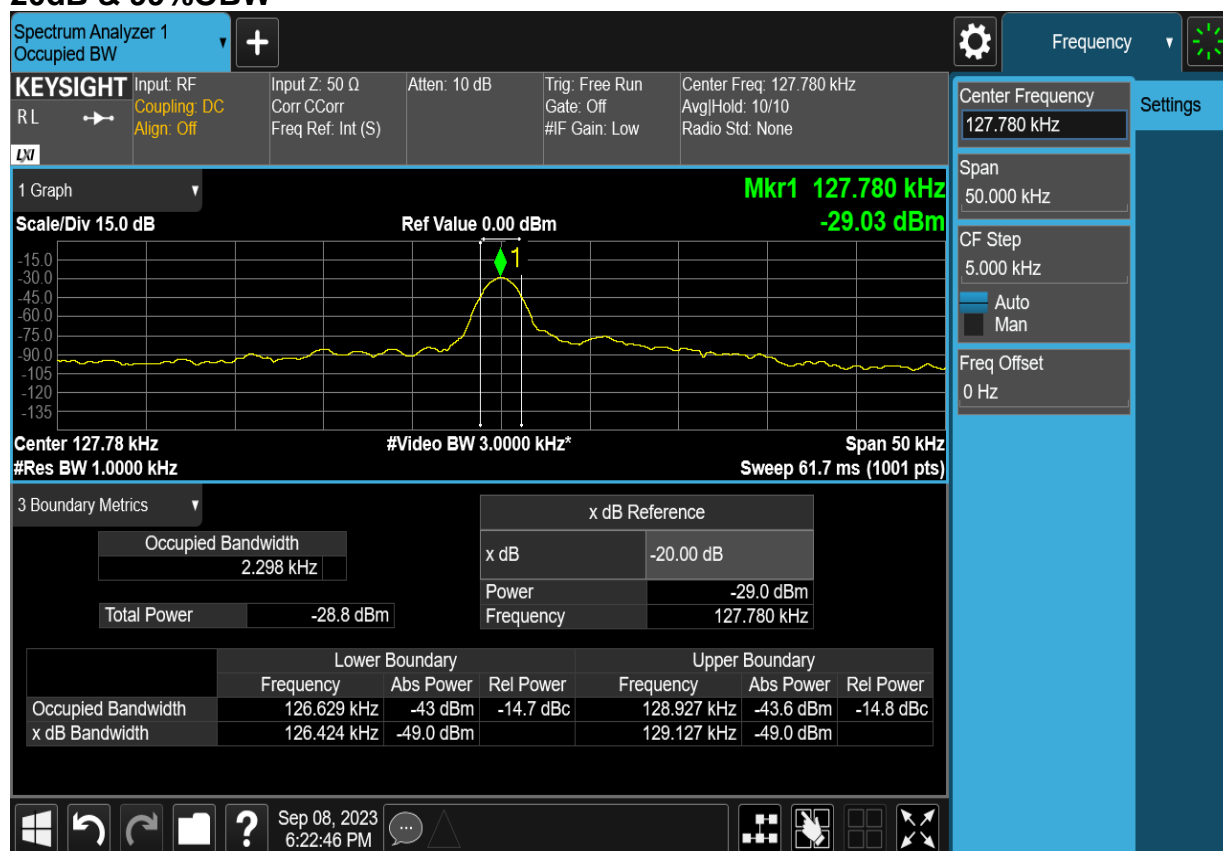 20dB & 99%OBW
Spectrum Analyzer 1
Occupied BW
Frequency
KEYSIGHT
R L
LXI
Input: RF
Coupling: DC
Align: Off
Input Z: 50 Ω
Corr CCorr
Freq Ref: Int (S)
Atten: 10 dB
Trig: Free Run
Gate: Off
#IF Gain: Low
Center Freq: 127.780 kHz
Avg|Hold: 10/10
Radio Std: None
Center Frequency
127.780 kHz
Settings
Span
50.000 kHz
CF Step
5.000 kHz
Auto
Man
Freq Offset
0 Hz
1 Graph
Mkr1 127.780 kHz
-29.03 dBm
Scale/Div 15.0 dB
Ref Value 0.00 dBm
1
-15.0
-30.0
-45.0
-60.0
-75.0
-90.0
-105
-120
-135
Center 127.78 kHz
#Video BW 3.0000 kHz*
Span 50 kHz
#Res BW 1.0000 kHz
Sweep 61.7 ms (1001 pts)
3 Boundary Metrics
Occupied Bandwidth
2.298 kHz
Total Power -28.8 dBm
x dB Reference
x dB -20.00 dB
Power -29.0 dBm
Frequency 127.780 kHz
Lower Boundary Upper Boundary
Frequency Abs Power Rel Power Frequency Abs Power Rel Power
Occupied Bandwidth 126.629 kHz -43 dBm -14.7 dBc 128.927 kHz -43.6 dBm -14.8 dBc
x dB Bandwidth 126.424 kHz -49.0 dBm 129.127 kHz -49.0 dBm
?
Sep 08, 2023
6:22:46 PM